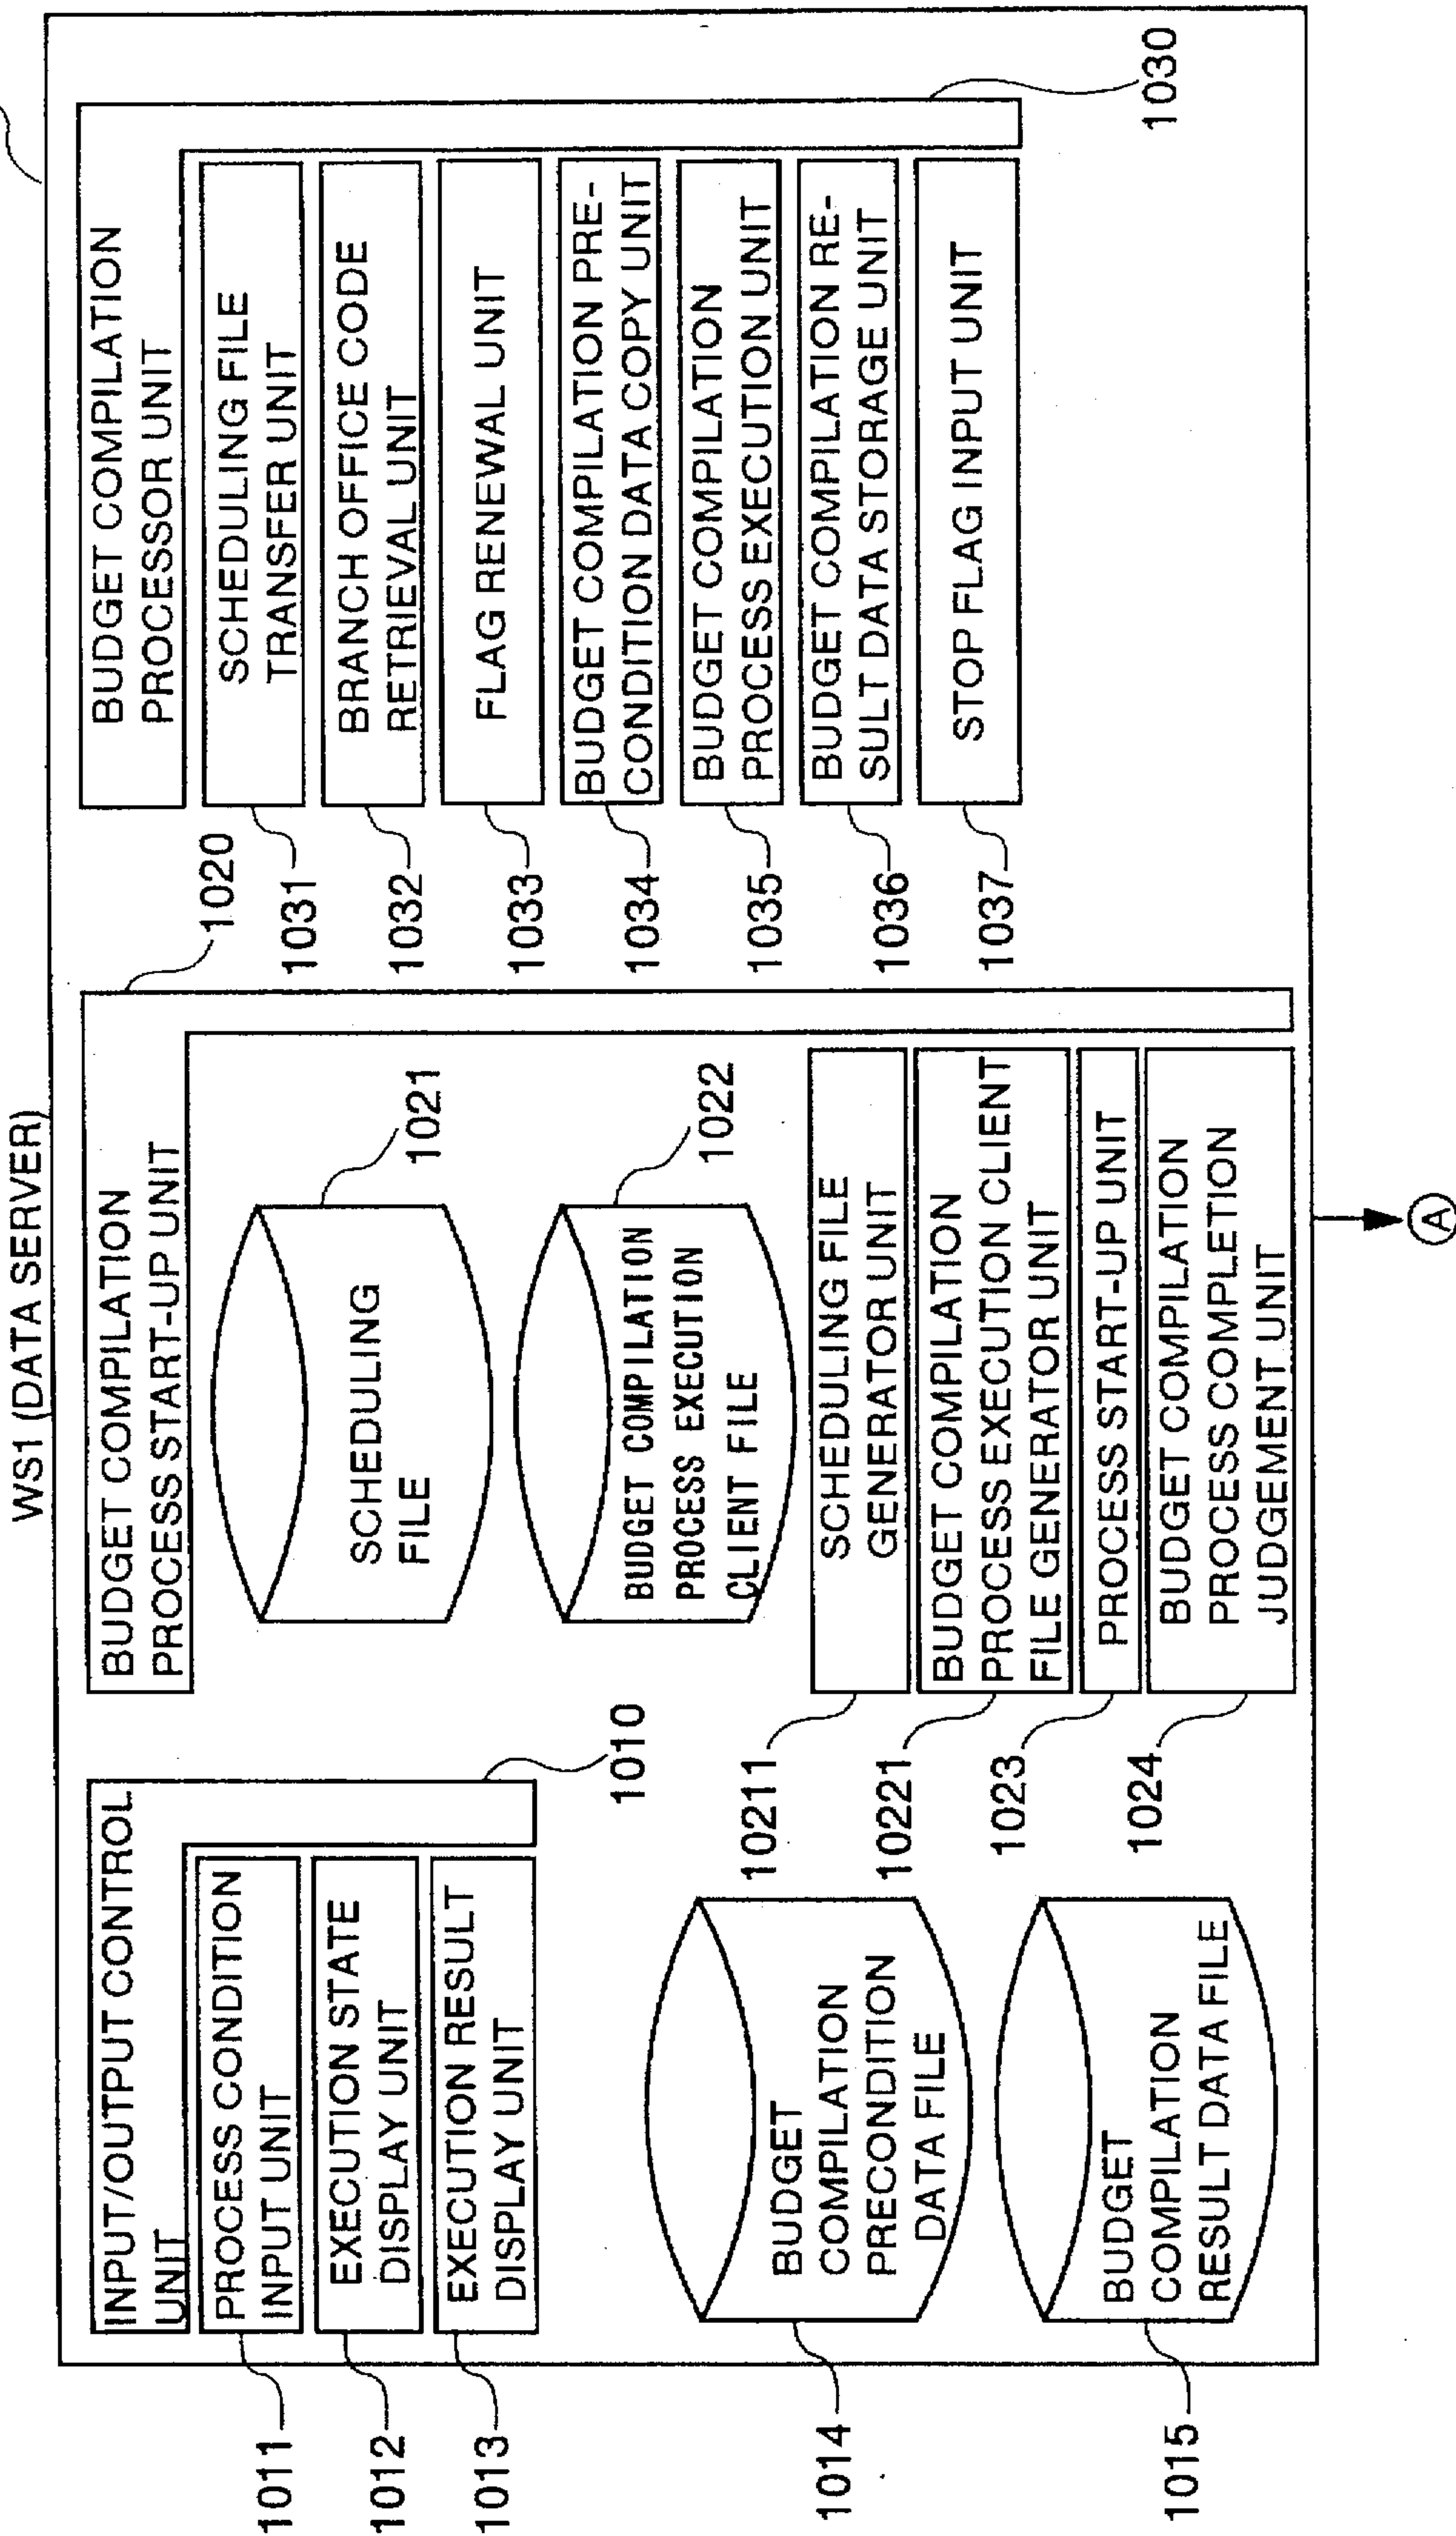 WS1 (DATA SERVER)
INPUT/OUTPUT CONTROL
UNIT
1010
1011
PROCESS CONDITION
INPUT UNIT
1012
EXECUTION STATE
DISPLAY UNIT
1013
EXECUTION RESULT
DISPLAY UNIT
1014
BUDGET
COMPILATION
PRECONDITION
DATA FILE
1015
BUDGET
COMPILATION
RESULT DATA FILE
BUDGET COMPILATION
PROCESS START-UP UNIT
1020
SCHEDULING
FILE
1021
BUDGET COMPILATION
PROCESS EXECUTION
CLIENT FILE
1022
10211
SCHEDULING FILE
GENERATOR UNIT
10221
BUDGET COMPILATION
PROCESS EXECUTION CLIENT
FILE GENERATOR UNIT
1023
PROCESS START-UP UNIT
1024
BUDGET COMPILATION
PROCESS COMPLETION
JUDGEMENT UNIT
BUDGET COMPILATION
PROCESSOR UNIT
1030
1031
SCHEDULING FILE
TRANSFER UNIT
1032
BRANCH OFFICE CODE
RETRIEVAL UNIT
1033
FLAG RENEWAL UNIT
1034
BUDGET COMPILATION PRE-
CONDITION DATA COPY UNIT
1035
BUDGET COMPILATION
PROCESS EXECUTION UNIT
1036
BUDGET COMPILATION RE-
SULT DATA STORAGE UNIT
1037
STOP FLAG INPUT UNIT
A